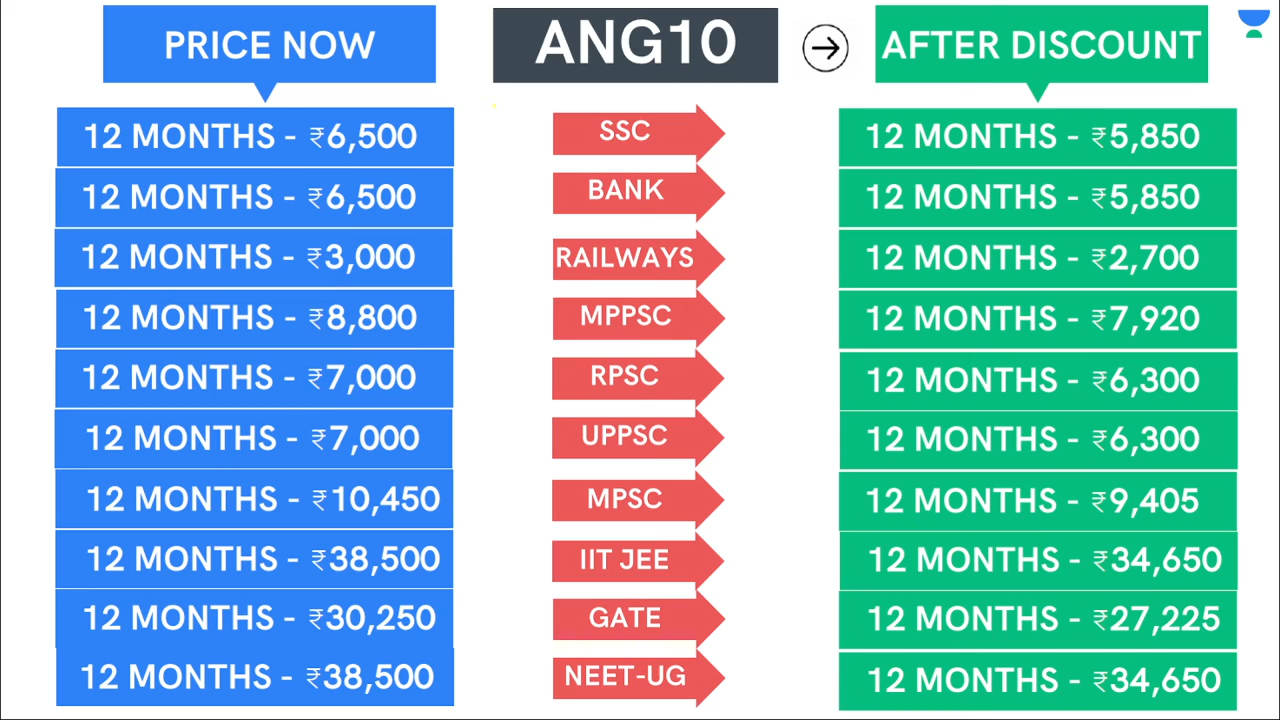 PRICE NOW ANG10 AFTER DISCOUNT
12 MONTHS - ₹6,500 SSC 12 MONTHS - ₹5,850
12 MONTHS - ₹6,500 BANK 12 MONTHS - ₹5,850
12 MONTHS - ₹3,000 RAILWAYS 12 MONTHS - ₹2,700
12 MONTHS - ₹8,800 MPPSC 12 MONTHS - ₹7,920
12 MONTHS - ₹7,000 RPSC 12 MONTHS - ₹6,300
12 MONTHS - ₹7,000 UPPSC 12 MONTHS - ₹6,300
12 MONTHS - ₹10,450 MPSC 12 MONTHS - ₹9,405
12 MONTHS - ₹38,500 IIT JEE 12 MONTHS - ₹34,650
12 MONTHS - ₹30,250 GATE 12 MONTHS - ₹27,225
12 MONTHS - ₹38,500 NEET-UG 12 MONTHS - ₹34,650